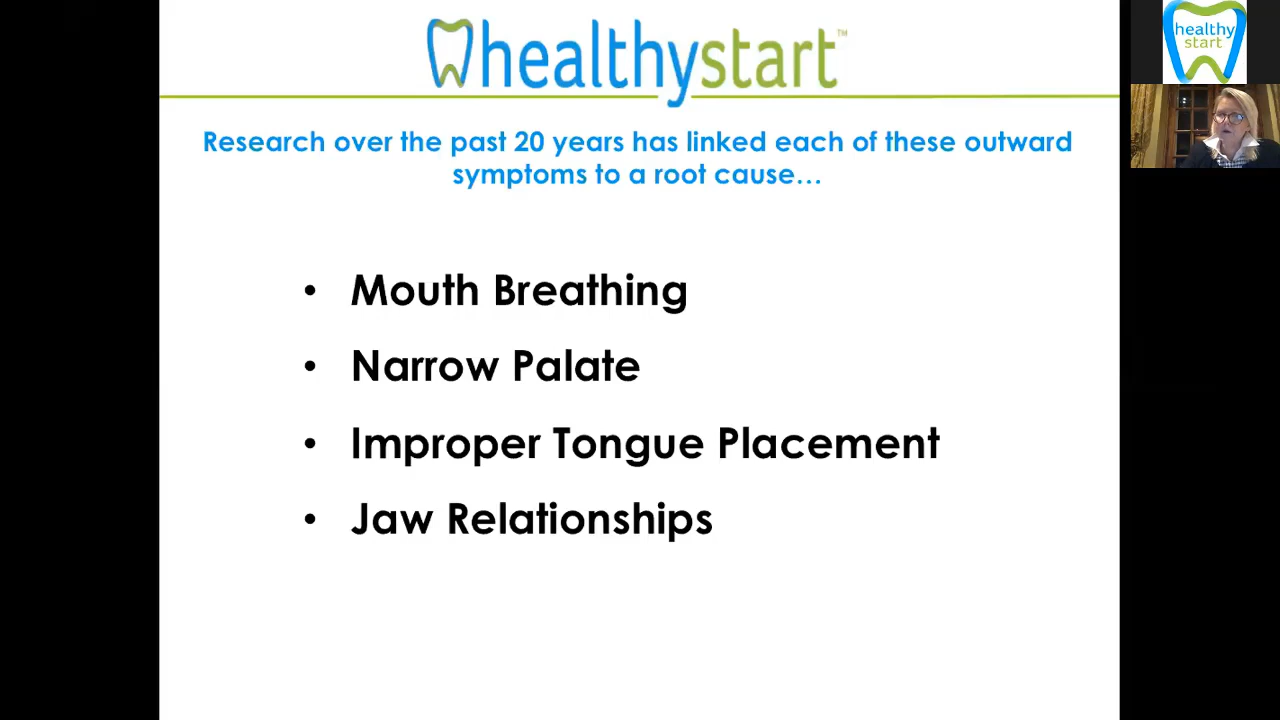 healthystart™
Research over the past 20 years has linked each of these outward
symptoms to a root cause…
• Mouth Breathing
• Narrow Palate
• Improper Tongue Placement
• Jaw Relationships
healthy
start